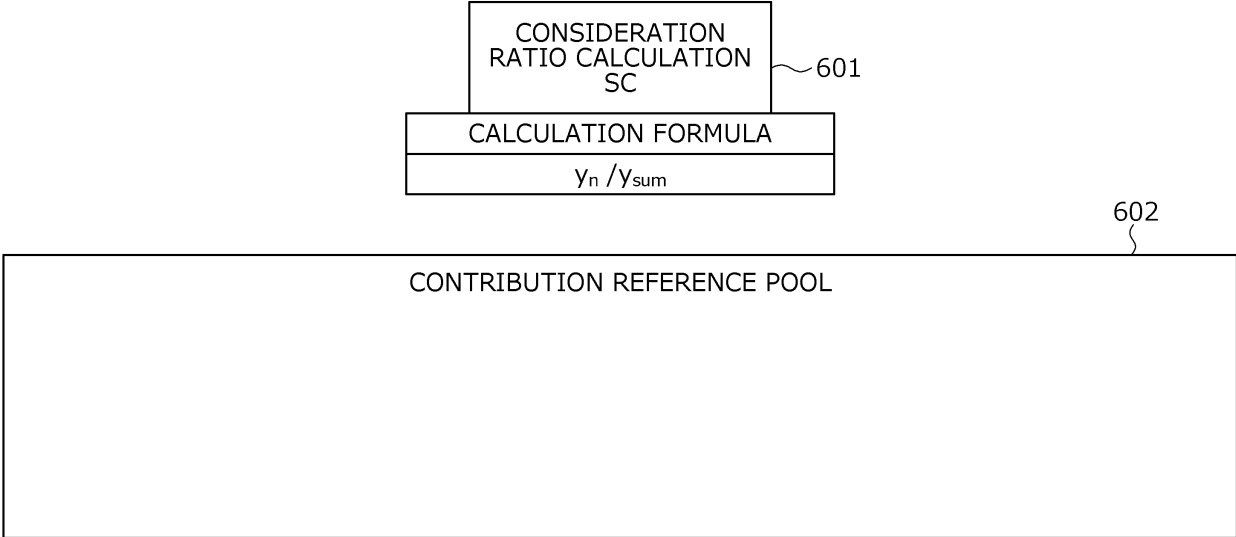 CONSIDERATION
RATIO CALCULATION
SC
601
CALCULATION FORMULA
yn /ysum
602
CONTRIBUTION REFERENCE POOL